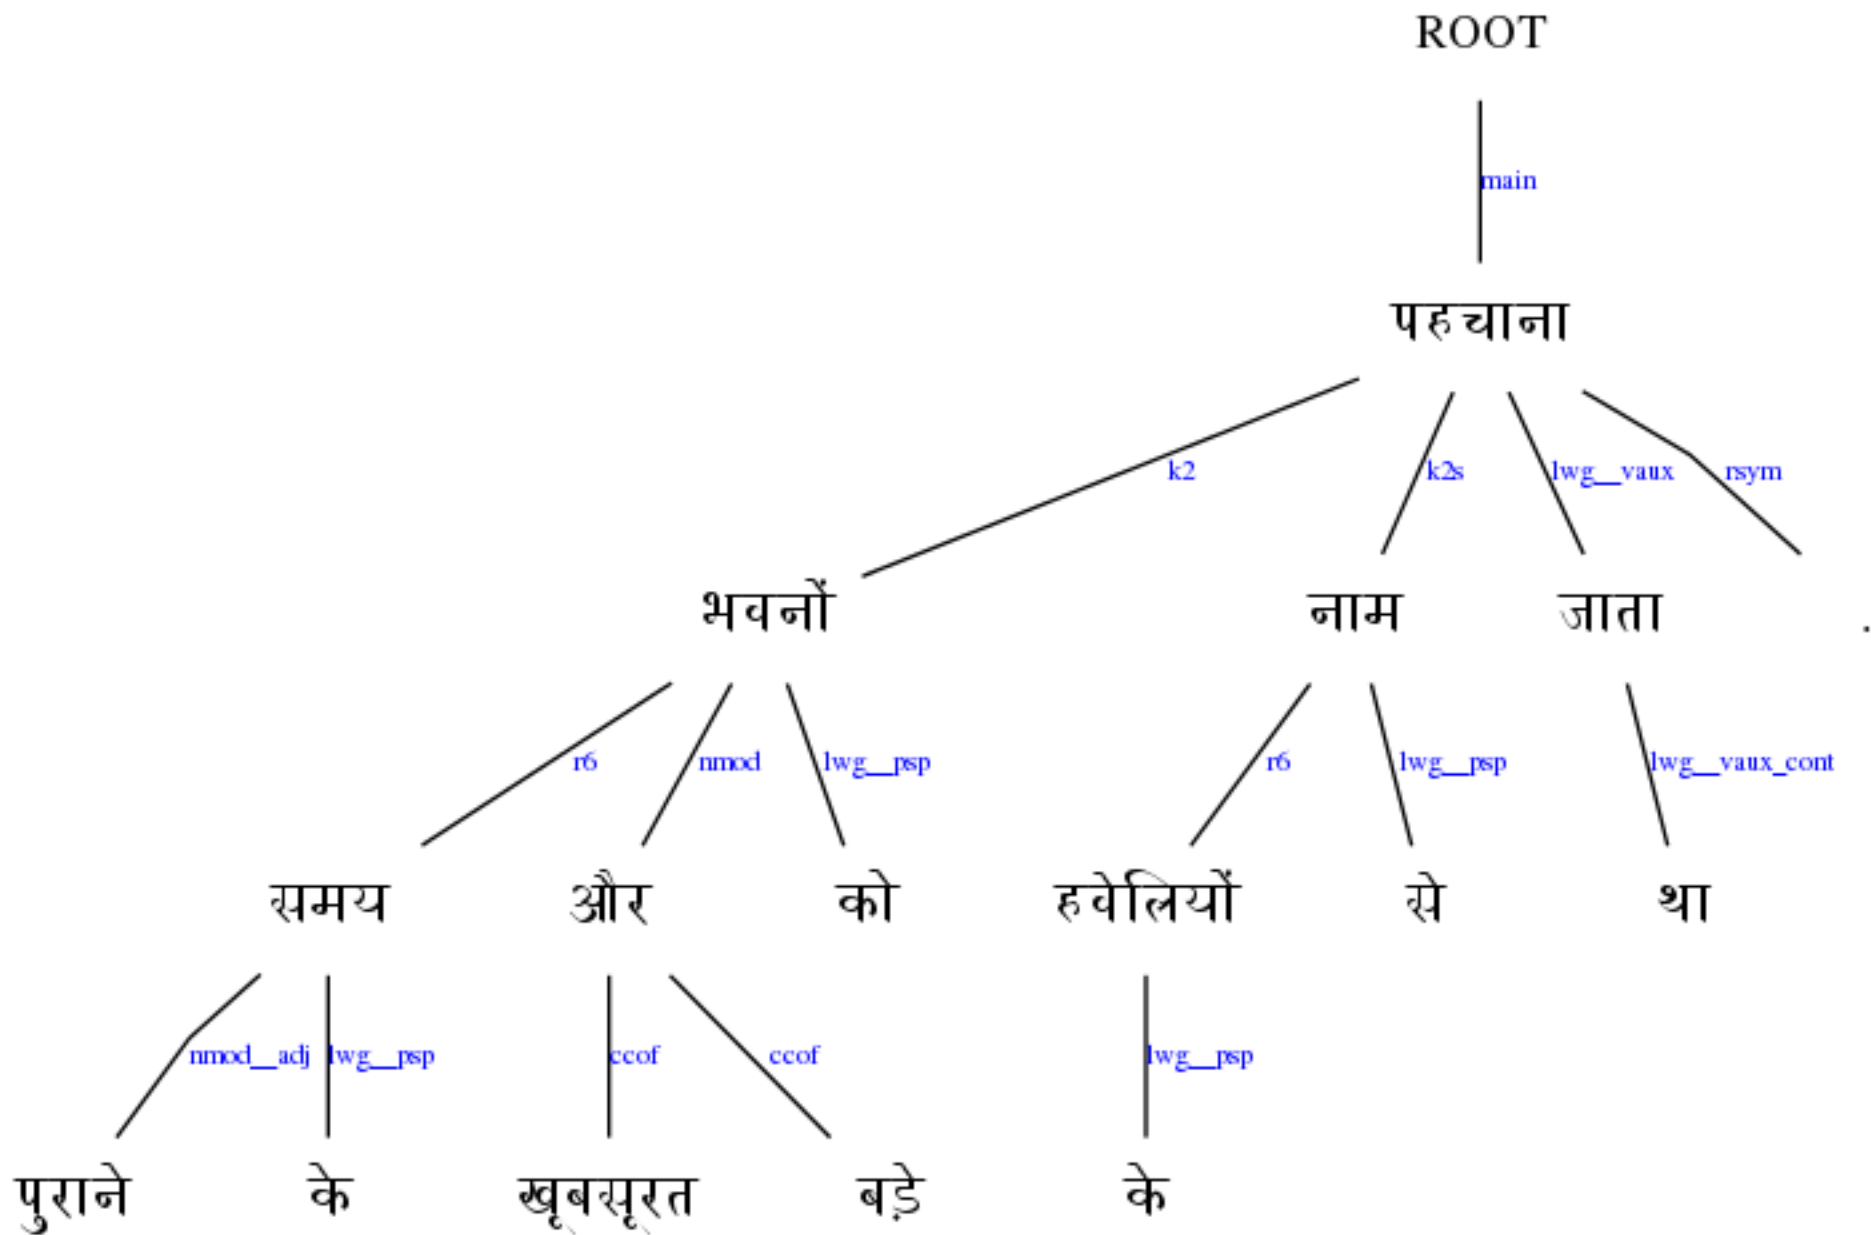 ROOT
main
पहचाना
k2 k2s lwg__vaux rsym
भवनों नाम जाता .
r6 nmod lwg__psp r6 lwg__psp lwg__vaux_cont
समय और को हवेलियों से था
nmod__adj lwg__psp ccof ccof lwg__psp
पुराने के खूबसूरत बड़े के